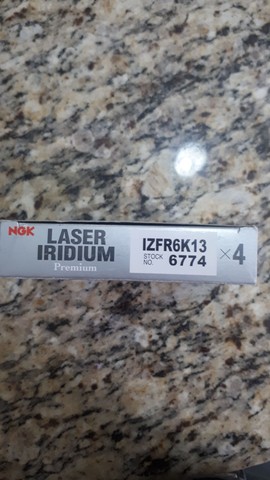 NGK
LASER
IRIDIUM
Premium
IZFR6K13
STOCK NO. 6774
×4